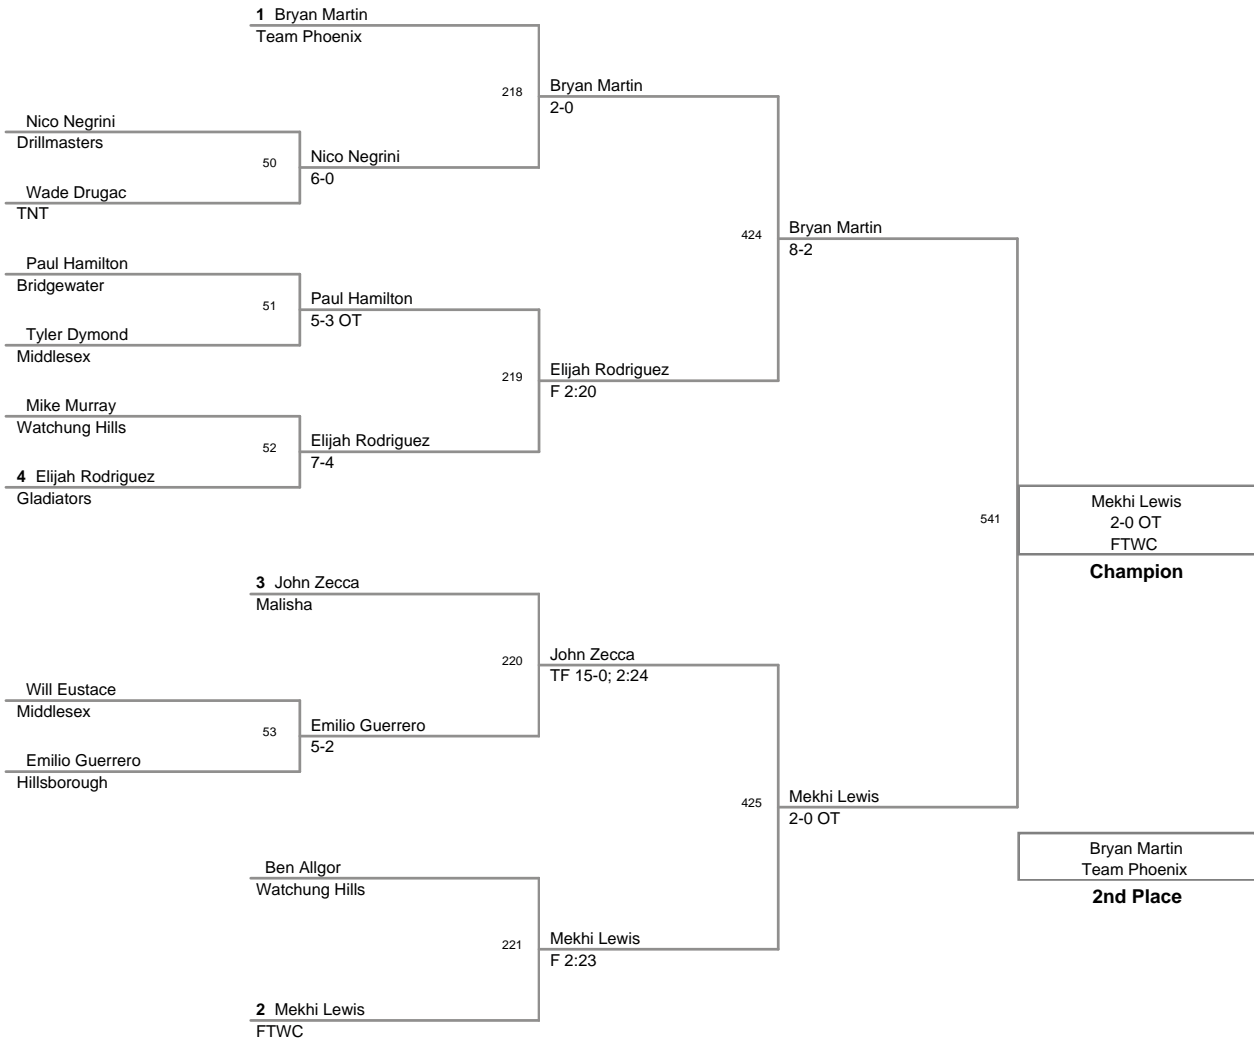 1 Bryan Martin
Team Phoenix
218
Bryan Martin
2-0
Nico Negrini
Drillmasters
50
Nico Negrini
6-0
Wade Drugac
TNT
424
Bryan Martin
8-2
Paul Hamilton
Bridgewater
51
Paul Hamilton
5-3 OT
Tyler Dymond
Middlesex
219
Elijah Rodriguez
F 2:20
Mike Murray
Watchung Hills
52
Elijah Rodriguez
7-4
4 Elijah Rodriguez
Gladiators
541
Mekhi Lewis
2-0 OT
FTWC
Champion
3 John Zecca
Malisha
220
John Zecca
TF 15-0; 2:24
Will Eustace
Middlesex
53
Emilio Guerrero
5-2
Emilio Guerrero
Hillsborough
425
Mekhi Lewis
2-0 OT
Ben Allgor
Watchung Hills
221
Mekhi Lewis
F 2:23
2 Mekhi Lewis
FTWC
Bryan Martin
Team Phoenix
2nd Place